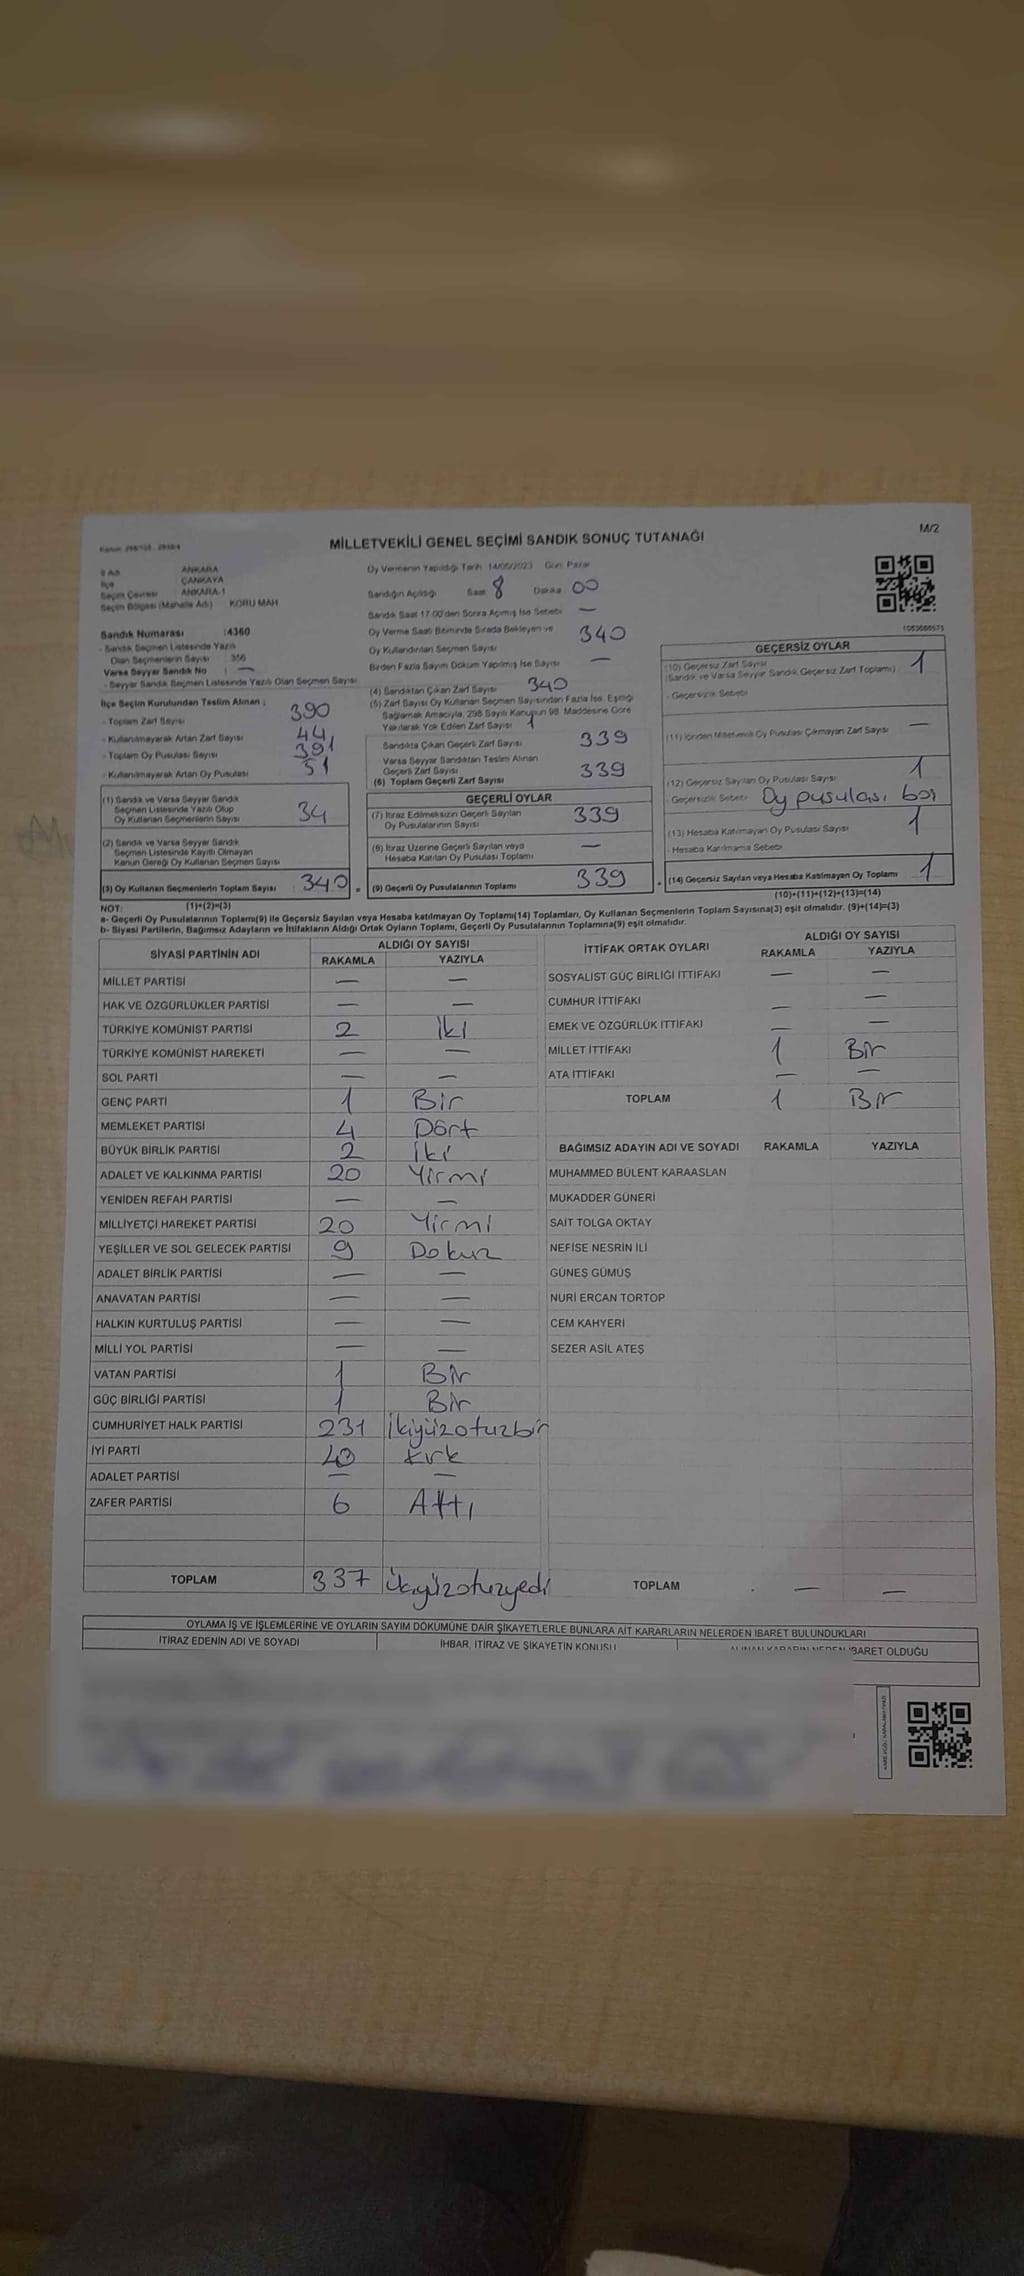 M/2
MİLLETVEKİLİ GENEL SEÇİMİ SANDIK SONUÇ TUTANAĞI
İl Adı ANKARA
İlçe ÇANKAYA
Seçim Çevresi ANKARA-1
Seçim Bölgesi (Mahalle Adı) KORU MAH
Sandık Numarası :4360
- Sandık Seçmen Listesinde Yazılı
Olan Seçmenlerin Sayısı : 356
Varsa Seyyar Sandık No : —
- Seyyar Sandık Seçmen Listesinde Yazılı Olan Seçmen Sayısı
İlçe Seçim Kurulundan Teslim Alınan :
- Toplam Zarf Sayısı 390
- Kullanılmayarak Artan Zarf Sayısı 44
- Toplam Oy Pusulası Sayısı 391
- Kullanılmayarak Artan Oy Pusulası 51
(1) Sandık ve Varsa Seyyar Sandık
Seçmen Listesinde Yazılı Olup
Oy Kullanan Seçmenlerin Sayısı 34
(2) Sandık ve Varsa Seyyar Sandık
Seçmen Listesinde Kayıtlı Olmayan
Kanun Gereği Oy Kullanan Seçmen Sayısı
(3) Oy Kullanan Seçmenlerin Toplam Sayısı 340
(1)+(2)=(3)
Oy Vermenin Yapıldığı Tarih 14/05/2023 Gün Pazar
Sandığın Açıldığı Saat 8 Dakika 00
Sandık Saat 17:00'den Sonra Açılmış İse Sebebi —
Oy Verme Saati Bitiminde Sırada Bekleyen ve
Oy Kullandırılan Seçmen Sayısı 340
Birden Fazla Sayım Döküm Yapılmış İse Sayısı —
(4) Sandıktan Çıkan Zarf Sayısı 340
(5) Zarf Sayısı Oy Kullanan Seçmen Sayısından Fazla İse, Eşitliği
Sağlamak Amacıyla, 298 Sayılı Kanunun 98. Maddesine Göre
Yakılarak Yok Edilen Zarf Sayısı 1
Sandıkta Çıkan Geçerli Zarf Sayısı 339
Varsa Seyyar Sandıktan Teslim Alınan
Geçerli Zarf Sayısı
(6) Toplam Geçerli Zarf Sayısı 339
GEÇERLİ OYLAR
(7) İtiraz Edilmeksizin Geçerli Sayılan
Oy Pusulalarının Sayısı 339
(8) İtiraz Üzerine Geçerli Sayılan veya
Hesaba Katılan Oy Pusulası Toplamı —
(9) Geçerli Oy Pusulalarının Toplamı 339
GEÇERSİZ OYLAR
(10) Geçersiz Zarf Sayısı 1
(Sandık ve Varsa Seyyar Sandık Geçersiz Zarf Toplamı)
- Geçersizlik Sebebi
(11) İçinden Milletvekili Oy Pusulası Çıkmayan Zarf Sayısı —
(12) Geçersiz Sayılan Oy Pusulası Sayısı 1
- Geçersizlik Sebebi Oy pusulası boş
(13) Hesaba Katılmayan Oy Pusulası Sayısı 1
- Hesaba Katılmama Sebebi
(14) Geçersiz Sayılan veya Hesaba Katılmayan Oy Toplamı 1
(10)+(11)+(12)+(13)=(14)
NOT:
a- Geçerli Oy Pusulalarının Toplamı(9) ile Geçersiz Sayılan veya Hesaba katılmayan Oy Toplamı(14) Toplamları, Oy Kullanan Seçmenlerin Toplam Sayısına(3) eşit olmalıdır. (9)+(14)=(3)
b- Siyasi Partilerin, Bağımsız Adayların ve İttifakların Aldığı Ortak Oyların Toplamı, Geçerli Oy Pusulalarının Toplamına(9) eşit olmalıdır.
SİYASİ PARTİNİN ADI ALDIĞI OY SAYISI
RAKAMLA YAZIYLA
MİLLET PARTİSİ — —
HAK VE ÖZGÜRLÜKLER PARTİSİ — —
TÜRKİYE KOMÜNİST PARTİSİ 2 İki
TÜRKİYE KOMÜNİST HAREKETİ — —
SOL PARTİ — —
GENÇ PARTİ 1 Bir
MEMLEKET PARTİSİ 4 Dört
BÜYÜK BİRLİK PARTİSİ 2 İki
ADALET VE KALKINMA PARTİSİ 20 Yirmi
YENİDEN REFAH PARTİSİ — —
MİLLİYETÇİ HAREKET PARTİSİ 20 Yirmi
YEŞİLLER VE SOL GELECEK PARTİSİ 9 Dokuz
ADALET BİRLİK PARTİSİ — —
ANAVATAN PARTİSİ — —
HALKIN KURTULUŞ PARTİSİ — —
MİLLİ YOL PARTİSİ — —
VATAN PARTİSİ 1 Bir
GÜÇ BİRLİĞİ PARTİSİ 1 Bir
CUMHURİYET HALK PARTİSİ 231 İkiyüzotuzbir
İYİ PARTİ 40 Kırk
ADALET PARTİSİ — —
ZAFER PARTİSİ 6 Altı
TOPLAM 337 Üçyüzotuzyedi
İTTİFAK ORTAK OYLARI ALDIĞI OY SAYISI
RAKAMLA YAZIYLA
SOSYALİST GÜÇ BİRLİĞİ İTTİFAKI — —
CUMHUR İTTİFAKI — —
EMEK VE ÖZGÜRLÜK İTTİFAKI — —
MİLLET İTTİFAKI 1 Bir
ATA İTTİFAKI — —
TOPLAM 1 Bir
BAĞIMSIZ ADAYIN ADI VE SOYADI RAKAMLA YAZIYLA
MUHAMMED BÜLENT KARAASLAN
MUKADDER GÜNERİ
SAİT TOLGA OKTAY
NEFİSE NESRİN İLİ
GÜNEŞ GÜMÜŞ
NURİ ERCAN TORTOP
CEM KAHYERİ
SEZER ASİL ATEŞ
TOPLAM — —
OYLAMA İŞ VE İŞLEMLERİNE VE OYLARIN SAYIM DÖKÜMÜNE DAİR ŞİKAYETLERLE BUNLARA AİT KARARLARIN NELERDEN İBARET BULUNDUKLARI
İTİRAZ EDENİN ADI VE SOYADI İHBAR, İTİRAZ VE ŞİKAYETİN KONUSU ALINAN KARARIN NEDEN İBARET OLDUĞU